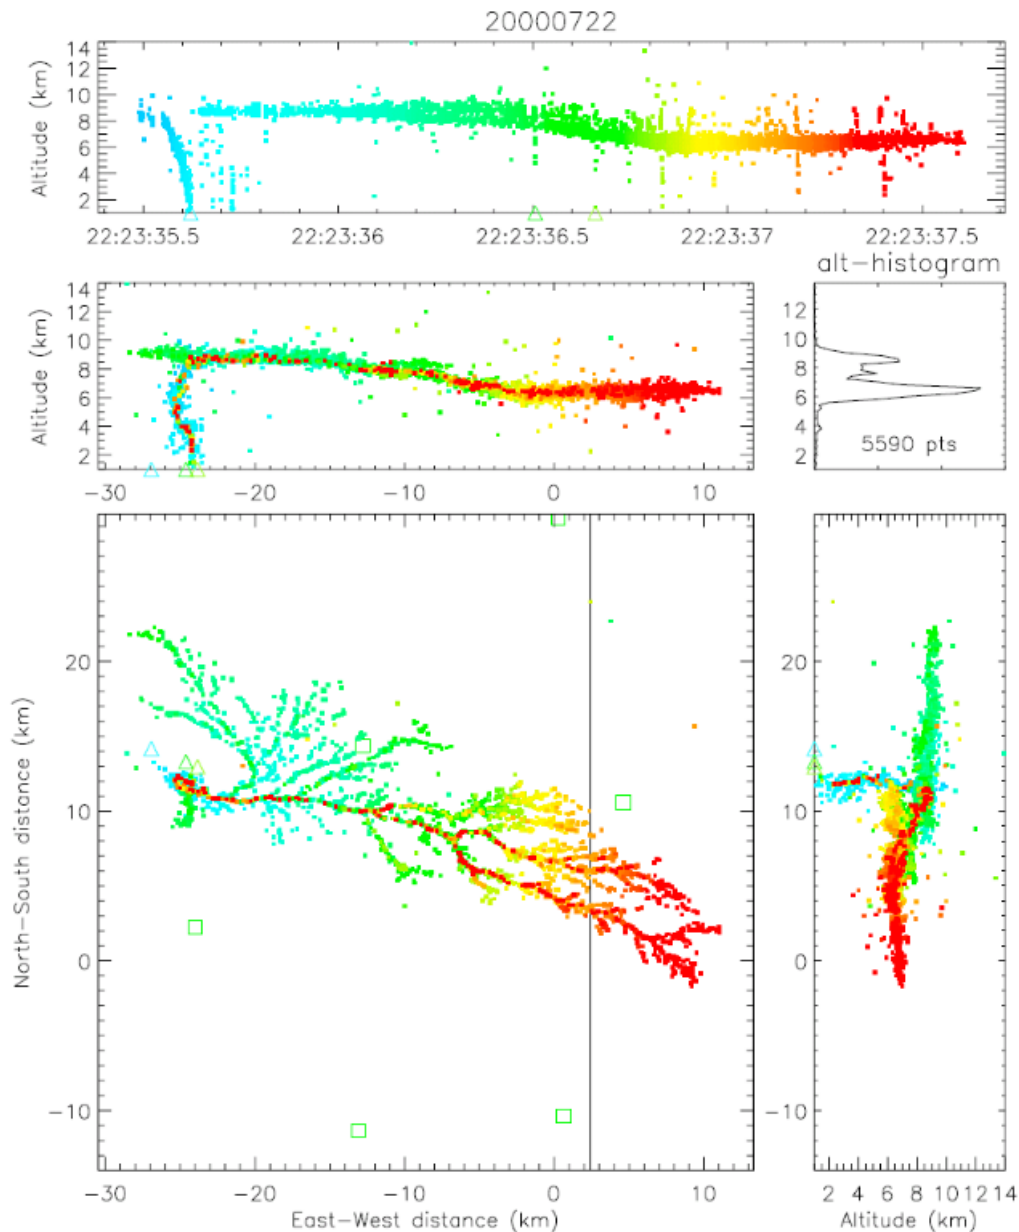 20000722
14
12
10
8
6
4
2
Altitude (km)
22:23:35.5 22:23:36 22:23:36.5 22:23:37 22:23:37.5
alt-histogram
14
12
10
8
6
4
2
Altitude (km)
-30 -20 -10 0 10
10
8
6
4
2
5590 pts
20
10
0
-10
North-South distance (km)
-30 -20 -10 0 10
East-West distance (km)
20
10
0
-10
2 4 6 8 10 12 14
Altitude (km)